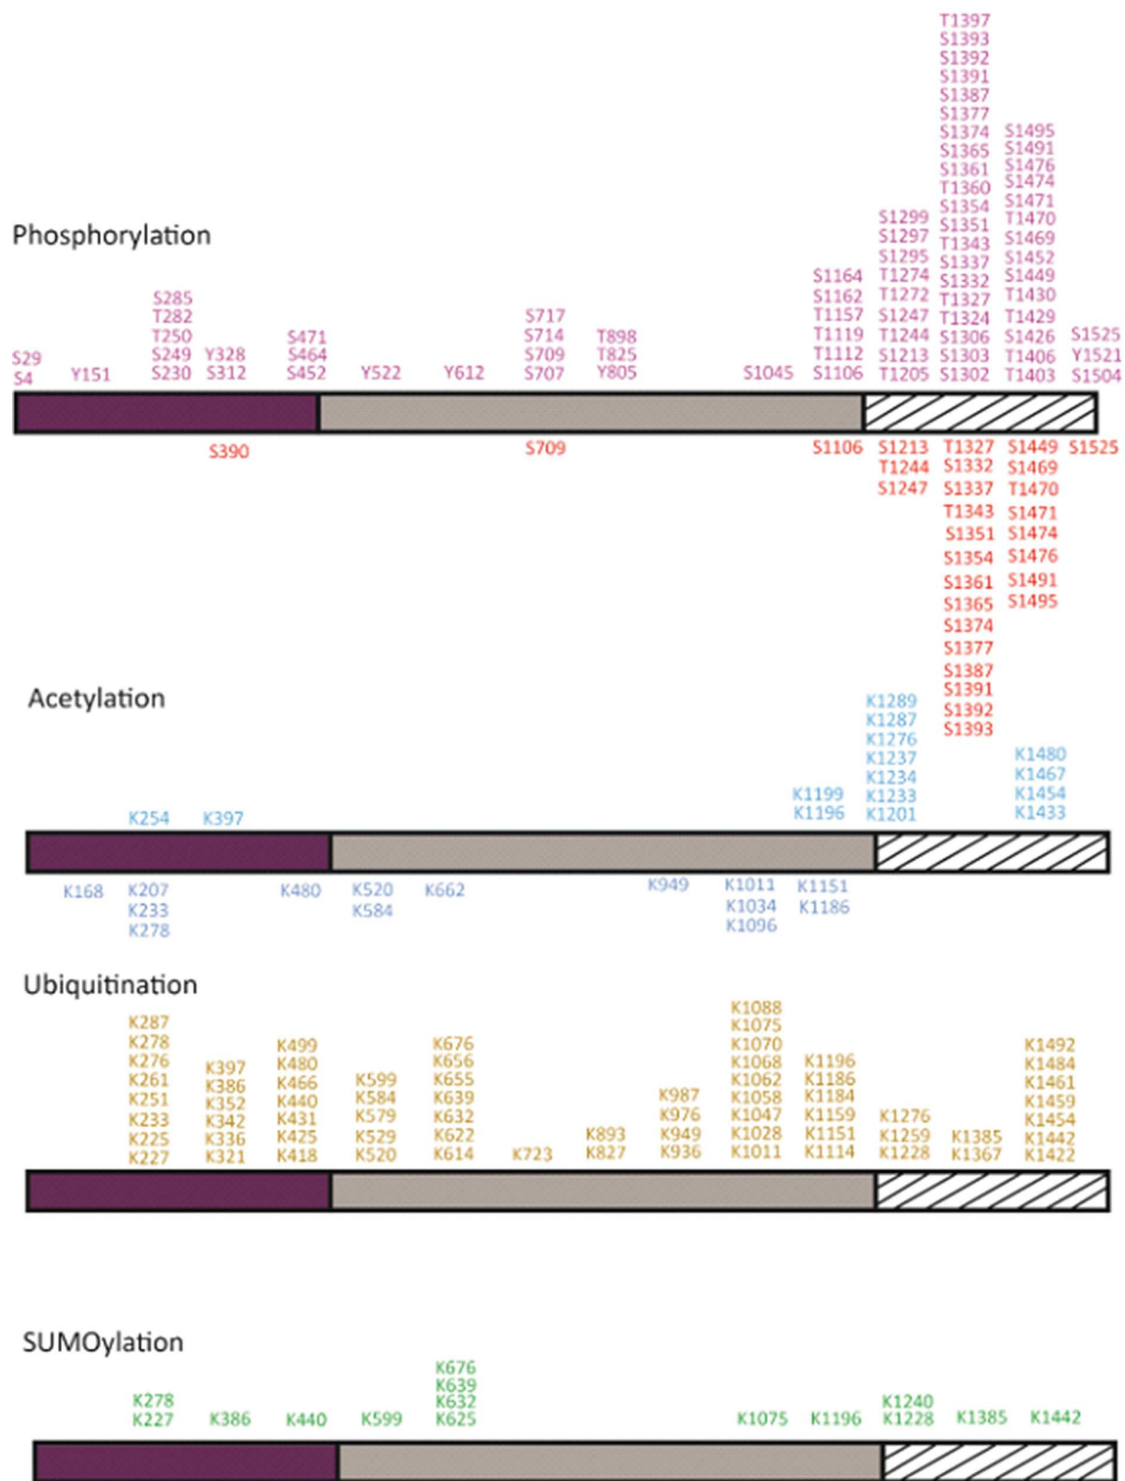 Phosphorylation
S29
S4
Y151
S285
T282
T250
S249
S230
Y328
S312
S471
S464
S452
Y522
Y612
S717
S714
S709
S707
T898
T825
Y805
S1045
S1164
S1162
T1157
T1119
T1112
S1106
S1299
S1297
S1295
T1274
T1272
S1247
T1244
S1213
T1205
T1397
S1393
S1392
S1391
S1387
S1377
S1374
S1365
S1361
T1360
S1354
S1351
T1343
S1337
S1332
T1327
T1324
S1306
S1303
S1302
S1495
S1491
S1476
S1474
S1471
T1470
S1469
S1452
S1449
T1430
T1429
S1426
T1406
T1403
S1525
Y1521
S1504
S390
S709
S1106
S1213
T1244
S1247
T1327
S1332
S1337
T1343
S1351
S1354
S1361
S1365
S1374
S1377
S1387
S1391
S1392
S1393
S1449
S1469
T1470
S1471
S1474
S1476
S1491
S1495
S1525
Acetylation
K254
K397
K1199
K1196
K1289
K1287
K1276
K1237
K1234
K1233
K1201
K1480
K1467
K1454
K1433
K168
K207
K233
K278
K480
K520
K584
K662
K949
K1011
K1034
K1096
K1151
K1186
Ubiquitination
K287
K278
K276
K261
K251
K233
K225
K227
K397
K386
K352
K342
K336
K321
K499
K480
K466
K440
K431
K425
K418
K599
K584
K579
K529
K520
K676
K656
K655
K639
K632
K622
K614
K723
K893
K827
K987
K976
K949
K936
K1088
K1075
K1070
K1068
K1062
K1058
K1047
K1028
K1011
K1196
K1186
K1184
K1159
K1151
K1114
K1276
K1259
K1228
K1385
K1367
K1492
K1484
K1461
K1459
K1454
K1442
K1422
SUMOylation
K278
K227
K386
K440
K599
K676
K639
K632
K625
K1075
K1196
K1240
K1228
K1385
K1442